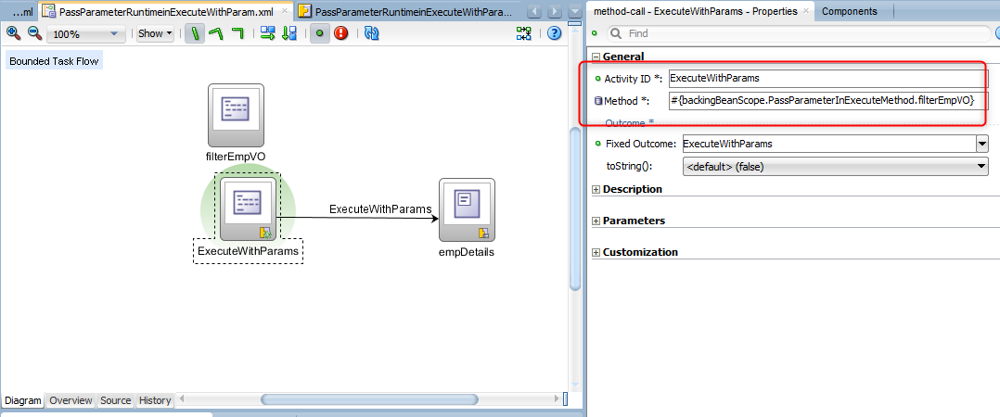 ...ml
PassParameterRuntimeinExecuteWithParam.xml
PassParameterRuntimeinExecuteWithPara...
100%
Show
Bounded Task Flow
filterEmpVO
ExecuteWithParams
ExecuteWithParams
empDetails
Diagram Overview Source History
method-call - ExecuteWithParams - Properties
Components
Find
General
Activity ID *: ExecuteWithParams
Method *: #{backingBeanScope.PassParameterInExecuteMethod.filterEmpVO}
Outcome *
Fixed Outcome: ExecuteWithParams
toString(): <default> (false)
Description
Parameters
Customization